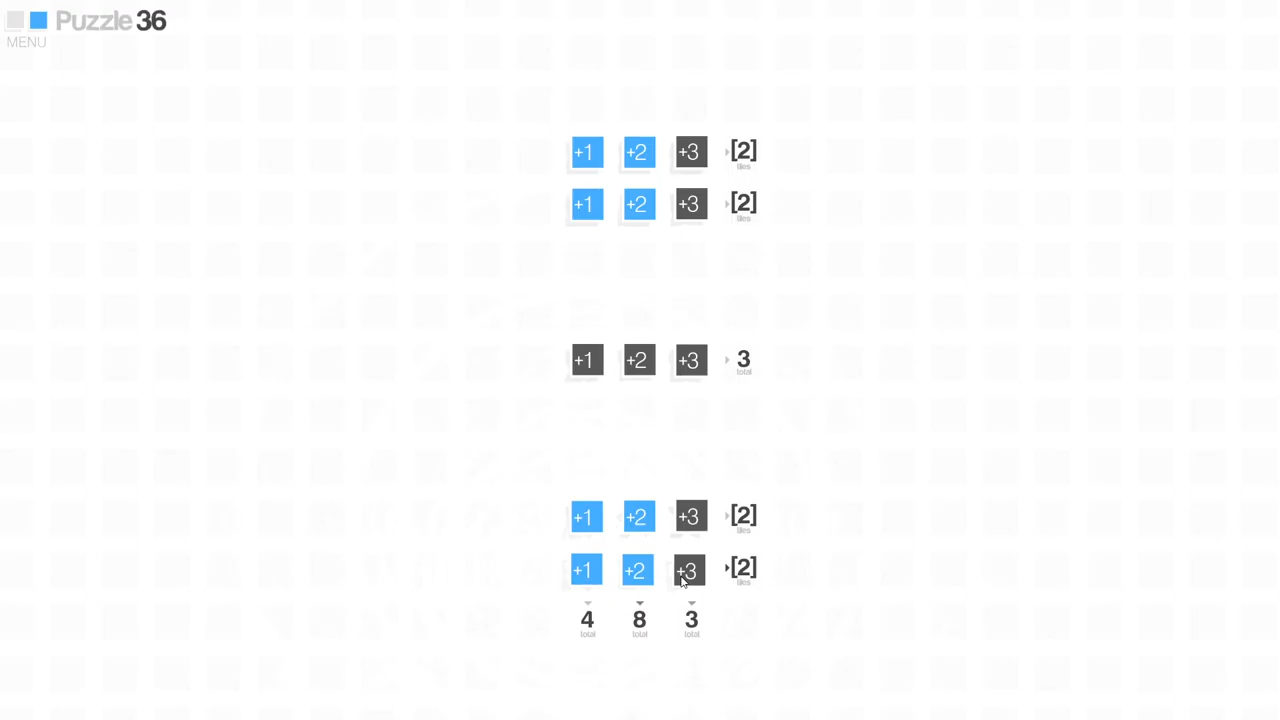 Puzzle 36
MENU
+1 +2 +3 [2]
tiles
+1 +2 +3 [2]
tiles
+1 +2 +3 3
total
+1 +2 +3 [2]
tiles
+1 +2 +3 [2]
tiles
4 8 3
total total total